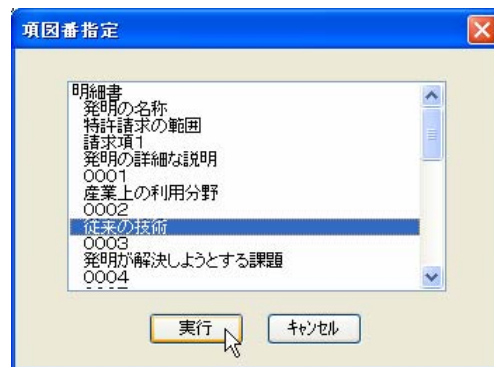 項図番指定
明細書
発明の名称
特許請求の範囲
請求項1
発明の詳細な説明
0001
産業上の利用分野
0002
従来の技術
0003
発明が解決しようとする課題
0004
実行
キャンセル